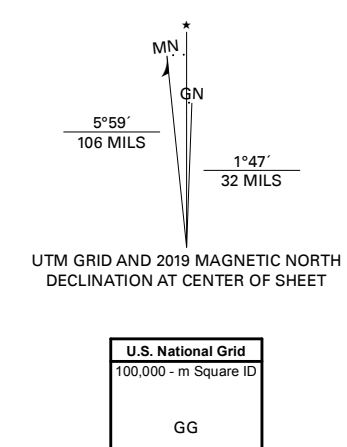 ★
MN
GN
5°59´
106 MILS
1°47´
32 MILS
UTM GRID AND 2019 MAGNETIC NORTH
DECLINATION AT CENTER OF SHEET
U.S. National Grid
100,000 - m Square ID
GG